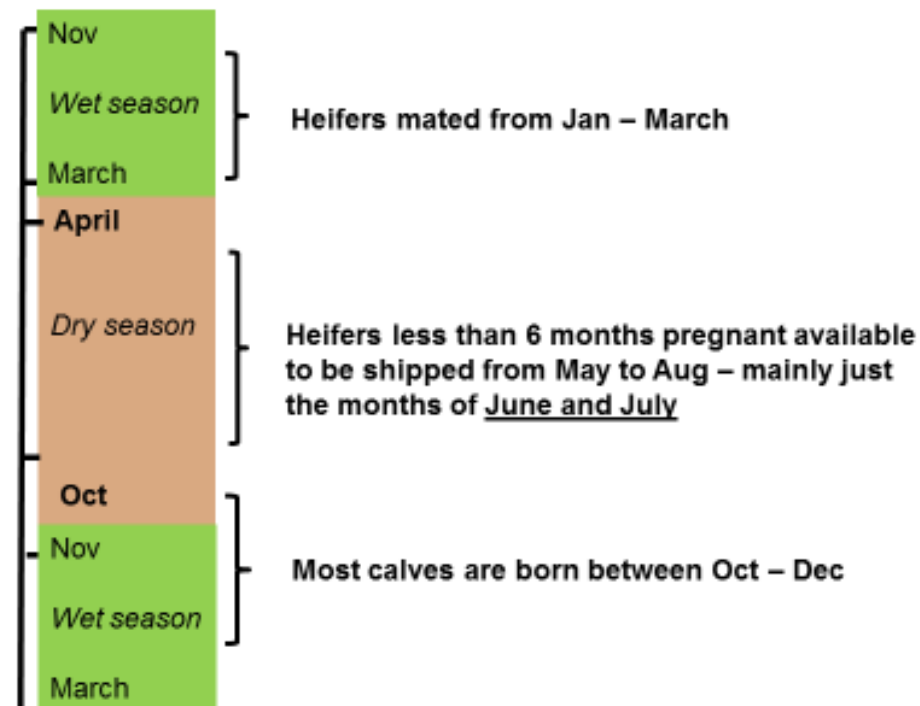 Nov
Wet season
Heifers mated from Jan – March
March
April
Dry season
Heifers less than 6 months pregnant available
to be shipped from May to Aug – mainly just
the months of June and July
Oct
Nov
Most calves are born between Oct – Dec
Wet season
March